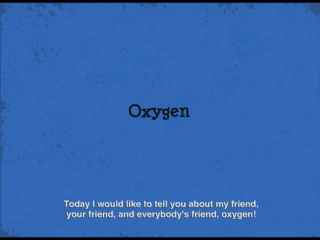 Oxygen
Today I would like to tell you about my friend,
your friend, and everybody's friend, oxygen!